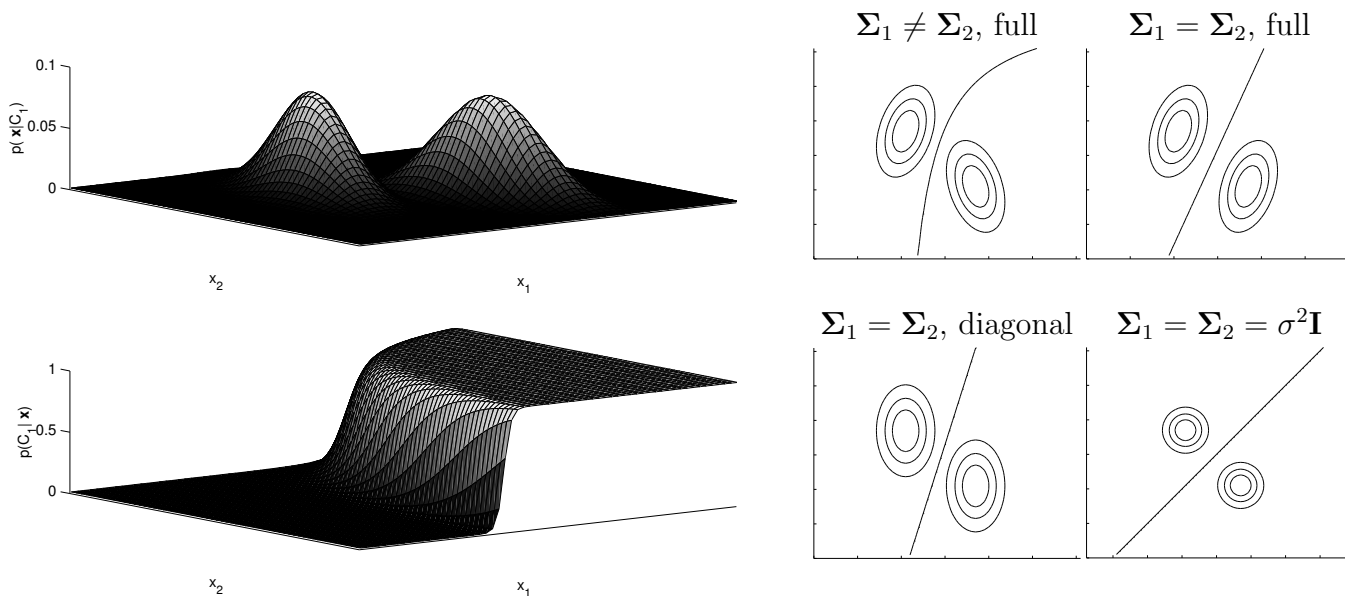 0.1
0.05
0
p( x|C₁)
x₂
x₁
1
0.5
0
p(C₁| x)
x₂
x₁
Σ₁ ≠ Σ₂, full
Σ₁ = Σ₂, full
Σ₁ = Σ₂, diagonal
Σ₁ = Σ₂ = σ²I